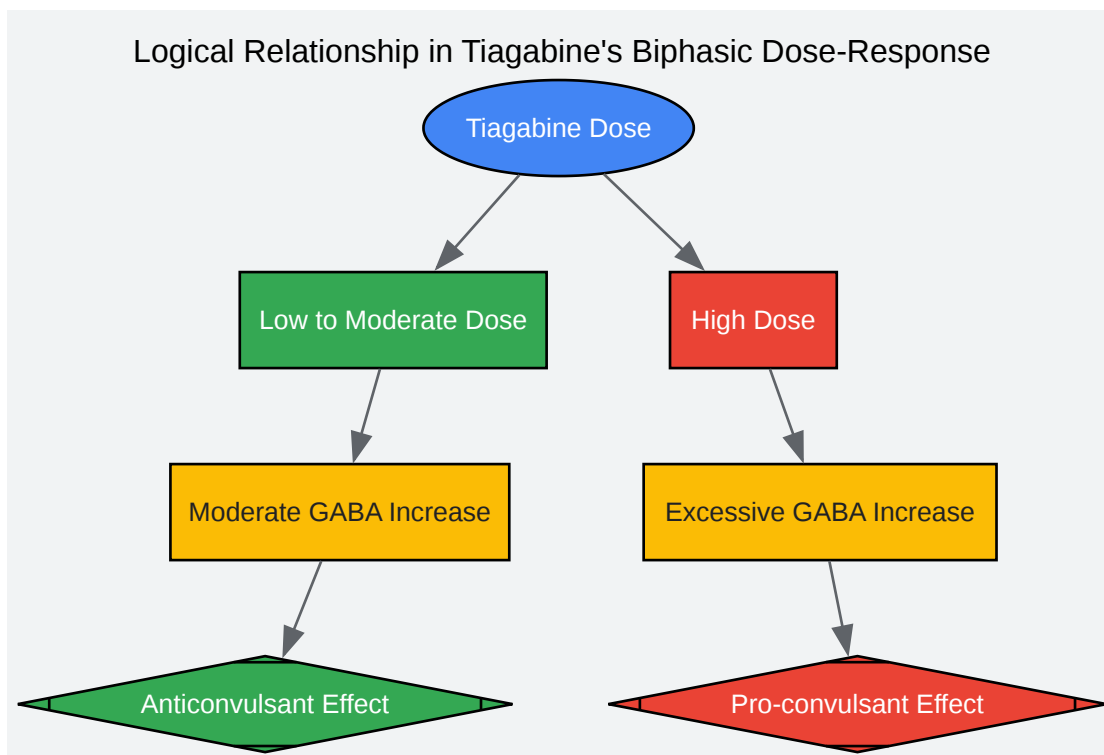 Logical Relationship in Tiagabine's Biphasic Dose-Response
Tiagabine Dose
Low to Moderate Dose
High Dose
Moderate GABA Increase
Excessive GABA Increase
Anticonvulsant Effect
Pro-convulsant Effect